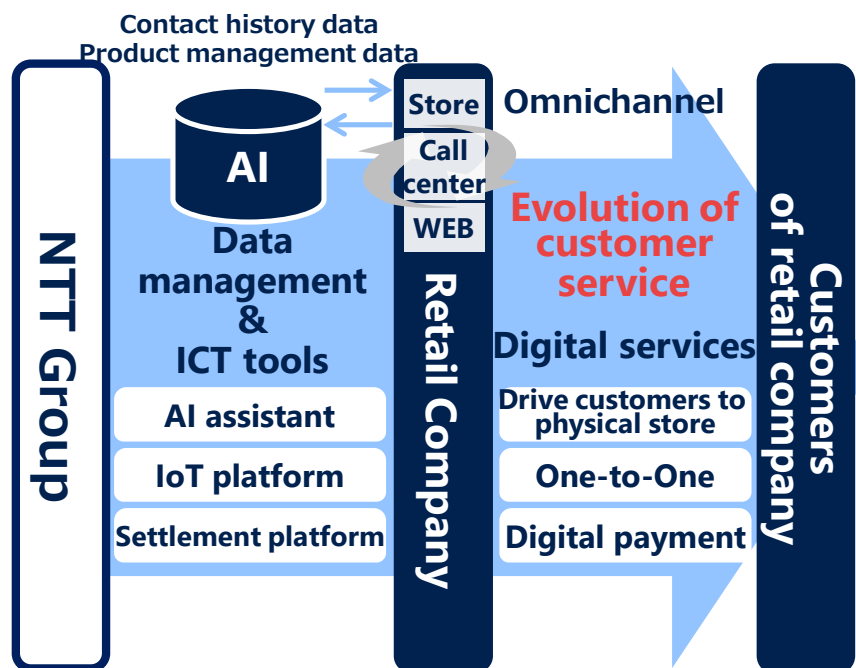 Contact history data
Product management data
NTT Group
AI
Data
management
&
ICT tools
AI assistant
IoT platform
Settlement platform
Store
Call
center
WEB
Retail Company
Omnichannel
Evolution of
customer
service
Digital services
Drive customers to
physical store
One-to-One
Digital payment
Customers
of retail company